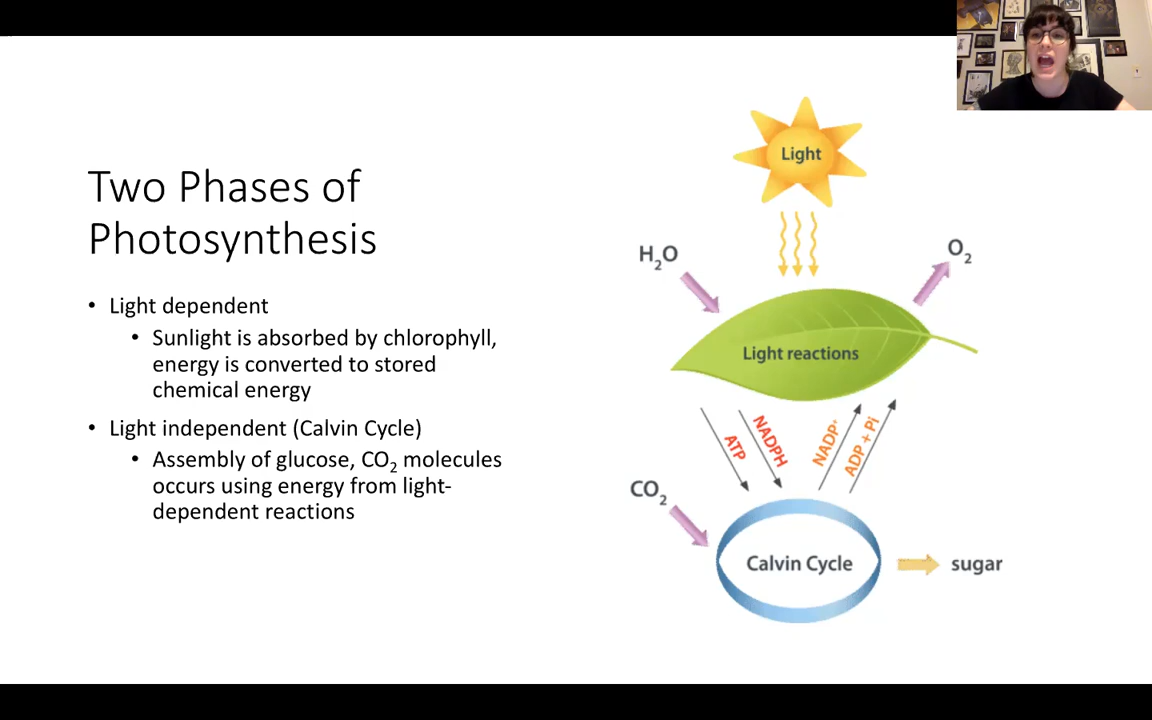 Two Phases of
Photosynthesis
• Light dependent
• Sunlight is absorbed by chlorophyll,
energy is converted to stored
chemical energy
• Light independent (Calvin Cycle)
• Assembly of glucose, CO₂ molecules
occurs using energy from light-
dependent reactions
Light
H₂O
O₂
Light reactions
ATP
NADPH
NADP⁺
ADP + Pi
CO₂
Calvin Cycle
sugar